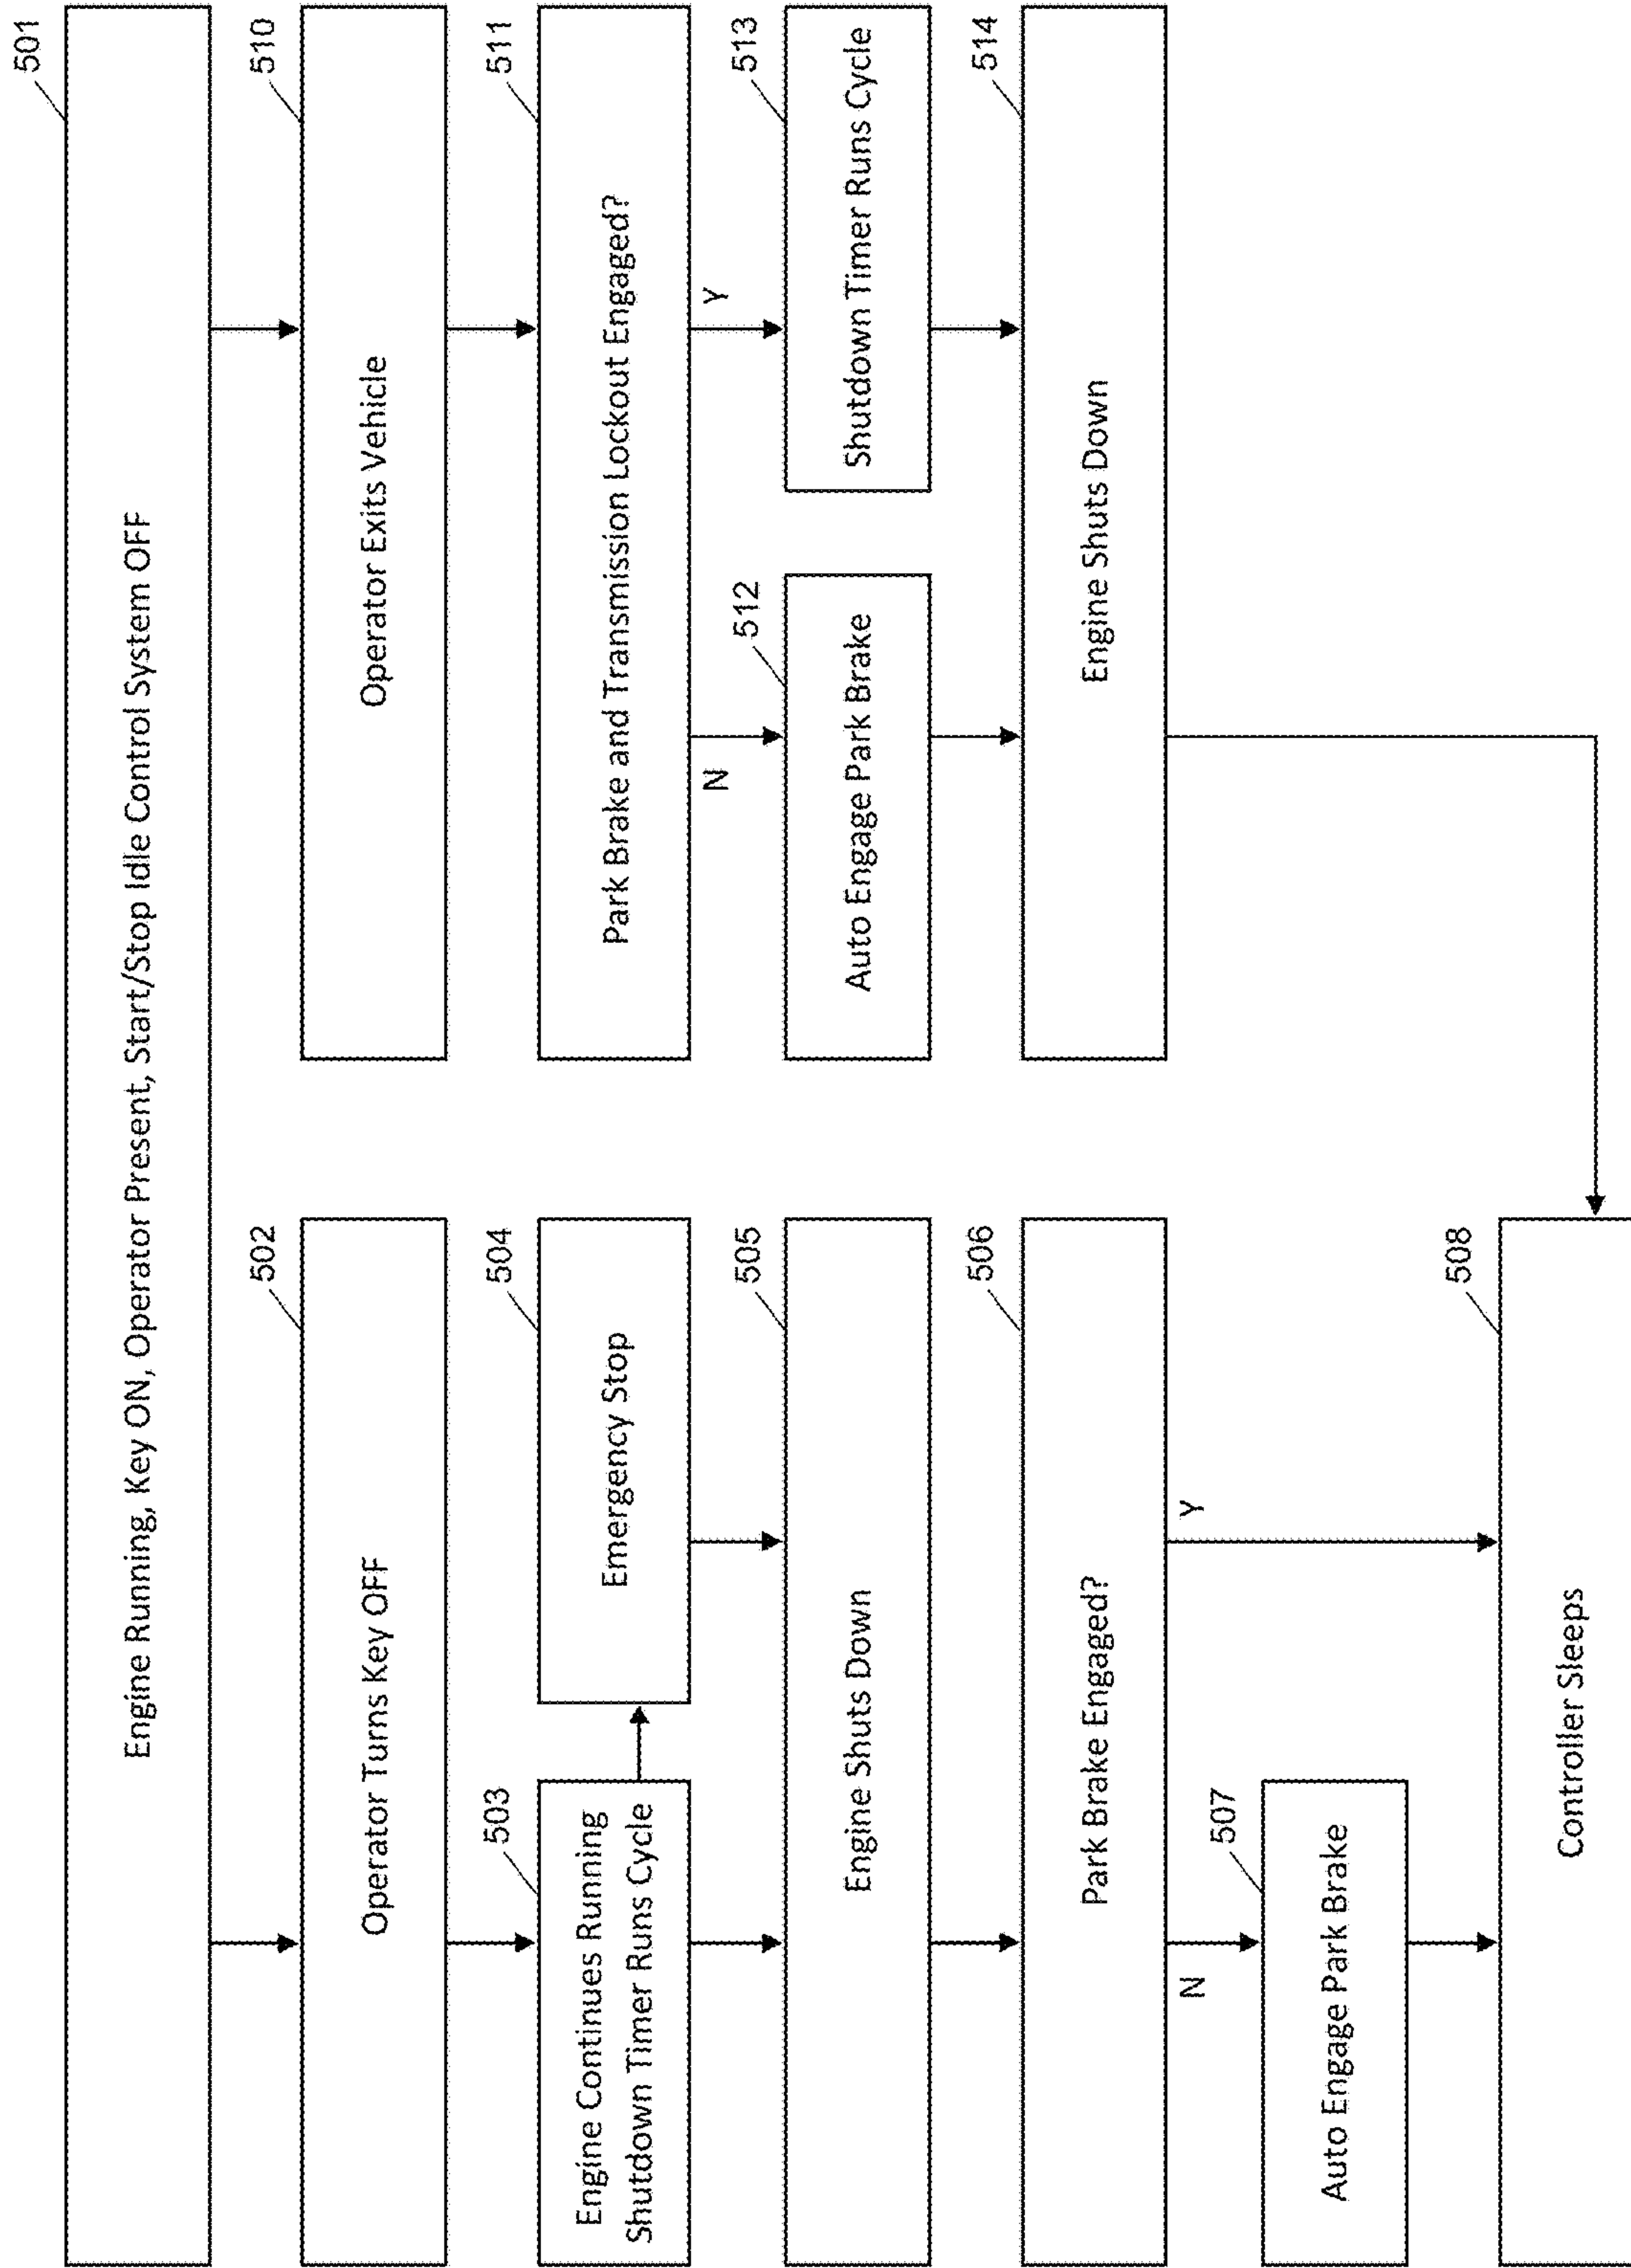 501
Engine Running, Key ON, Operator Present, Start/Stop Idle Control System OFF
502
Operator Turns Key OFF
510
Operator Exits Vehicle
503
Engine Continues Running
Shutdown Timer Runs Cycle
504
Emergency Stop
511
Park Brake and Transmission Lockout Engaged?
N
Y
505
Engine Shuts Down
512
Auto Engage Park Brake
513
Shutdown Timer Runs Cycle
506
Park Brake Engaged?
N
Y
514
Engine Shuts Down
507
Auto Engage Park Brake
508
Controller Sleeps